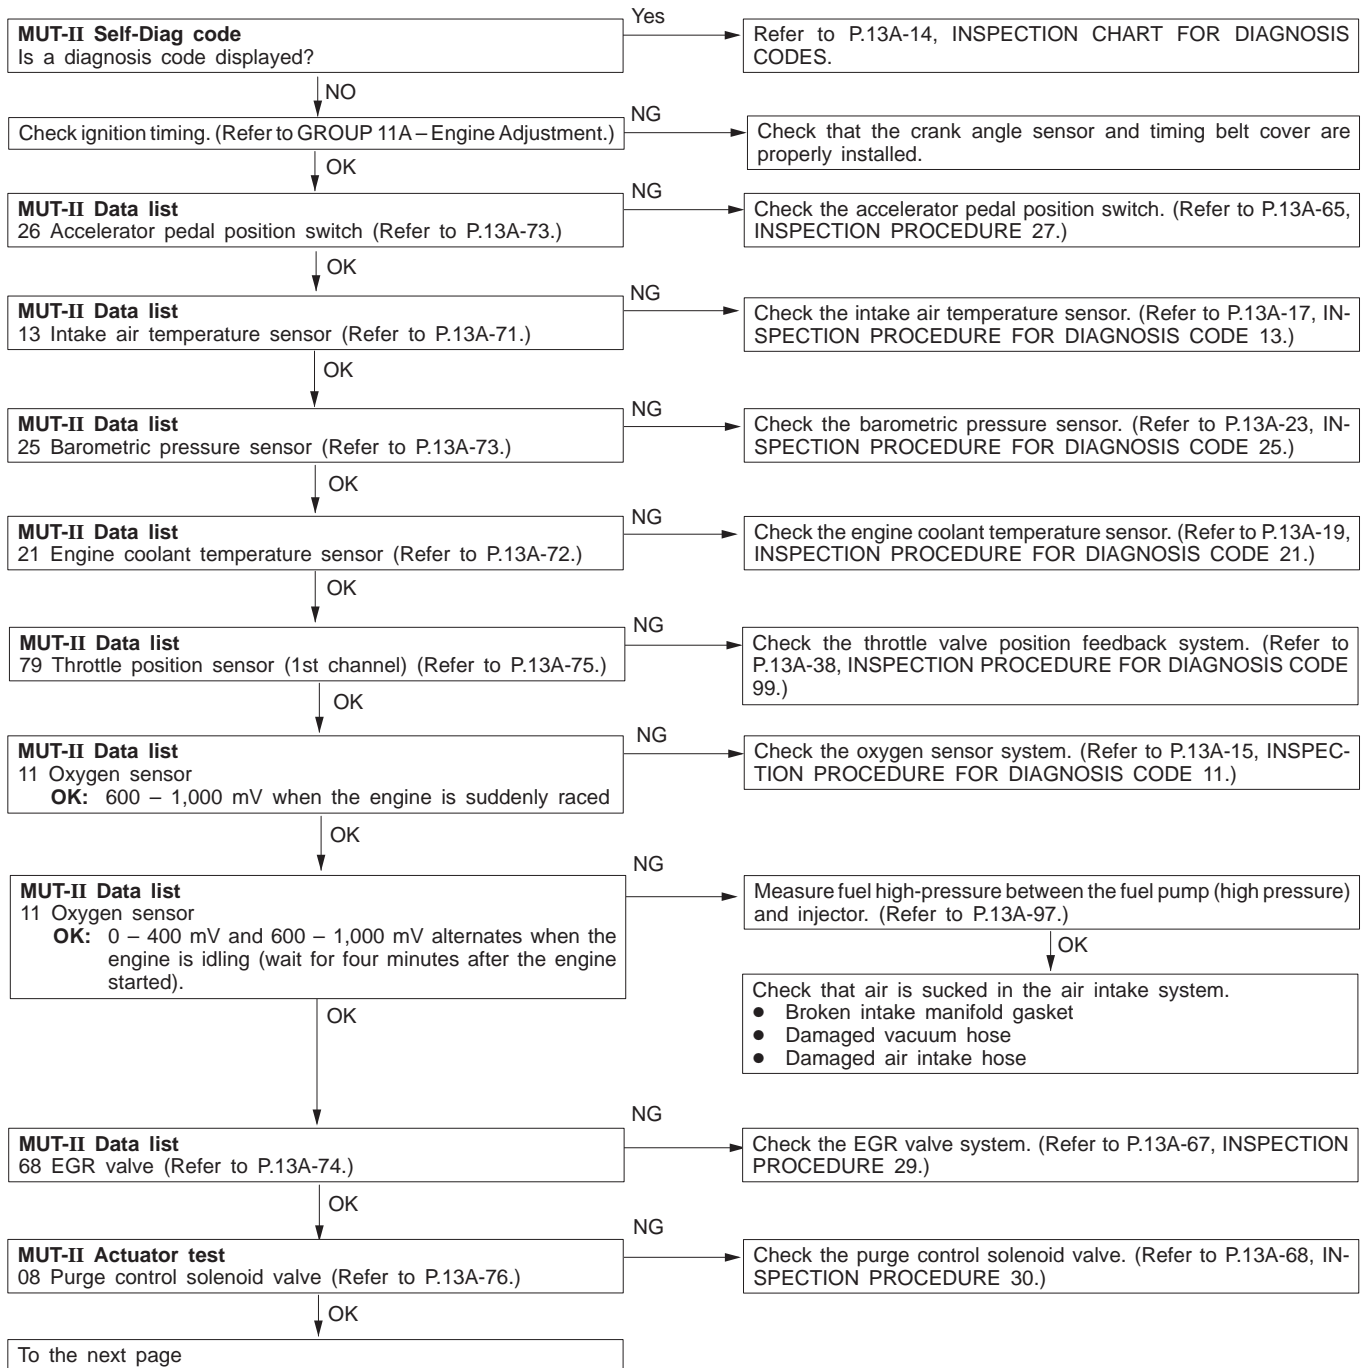 MUT-II Self-Diag code
Is a diagnosis code displayed?
Yes
Refer to P.13A-14, INSPECTION CHART FOR DIAGNOSIS
CODES.
NO
Check ignition timing. (Refer to GROUP 11A – Engine Adjustment.)
NG
Check that the crank angle sensor and timing belt cover are
properly installed.
OK
MUT-II Data list
26 Accelerator pedal position switch (Refer to P.13A-73.)
NG
Check the accelerator pedal position switch. (Refer to P.13A-65,
INSPECTION PROCEDURE 27.)
OK
MUT-II Data list
13 Intake air temperature sensor (Refer to P.13A-71.)
NG
Check the intake air temperature sensor. (Refer to P.13A-17, IN-
SPECTION PROCEDURE FOR DIAGNOSIS CODE 13.)
OK
MUT-II Data list
25 Barometric pressure sensor (Refer to P.13A-73.)
NG
Check the barometric pressure sensor. (Refer to P.13A-23, IN-
SPECTION PROCEDURE FOR DIAGNOSIS CODE 25.)
OK
MUT-II Data list
21 Engine coolant temperature sensor (Refer to P.13A-72.)
NG
Check the engine coolant temperature sensor. (Refer to P.13A-19,
INSPECTION PROCEDURE FOR DIAGNOSIS CODE 21.)
OK
MUT-II Data list
79 Throttle position sensor (1st channel) (Refer to P.13A-75.)
NG
Check the throttle valve position feedback system. (Refer to
P.13A-38, INSPECTION PROCEDURE FOR DIAGNOSIS CODE
99.)
OK
MUT-II Data list
11 Oxygen sensor
OK: 600 – 1,000 mV when the engine is suddenly raced
NG
Check the oxygen sensor system. (Refer to P.13A-15, INSPEC-
TION PROCEDURE FOR DIAGNOSIS CODE 11.)
OK
MUT-II Data list
11 Oxygen sensor
OK: 0 – 400 mV and 600 – 1,000 mV alternates when the
engine is idling (wait for four minutes after the engine
started).
NG
Measure fuel high-pressure between the fuel pump (high pressure)
and injector. (Refer to P.13A-97.)
OK
Check that air is sucked in the air intake system.
● Broken intake manifold gasket
● Damaged vacuum hose
● Damaged air intake hose
OK
MUT-II Data list
68 EGR valve (Refer to P.13A-74.)
NG
Check the EGR valve system. (Refer to P.13A-67, INSPECTION
PROCEDURE 29.)
OK
MUT-II Actuator test
08 Purge control solenoid valve (Refer to P.13A-76.)
NG
Check the purge control solenoid valve. (Refer to P.13A-68, IN-
SPECTION PROCEDURE 30.)
OK
To the next page